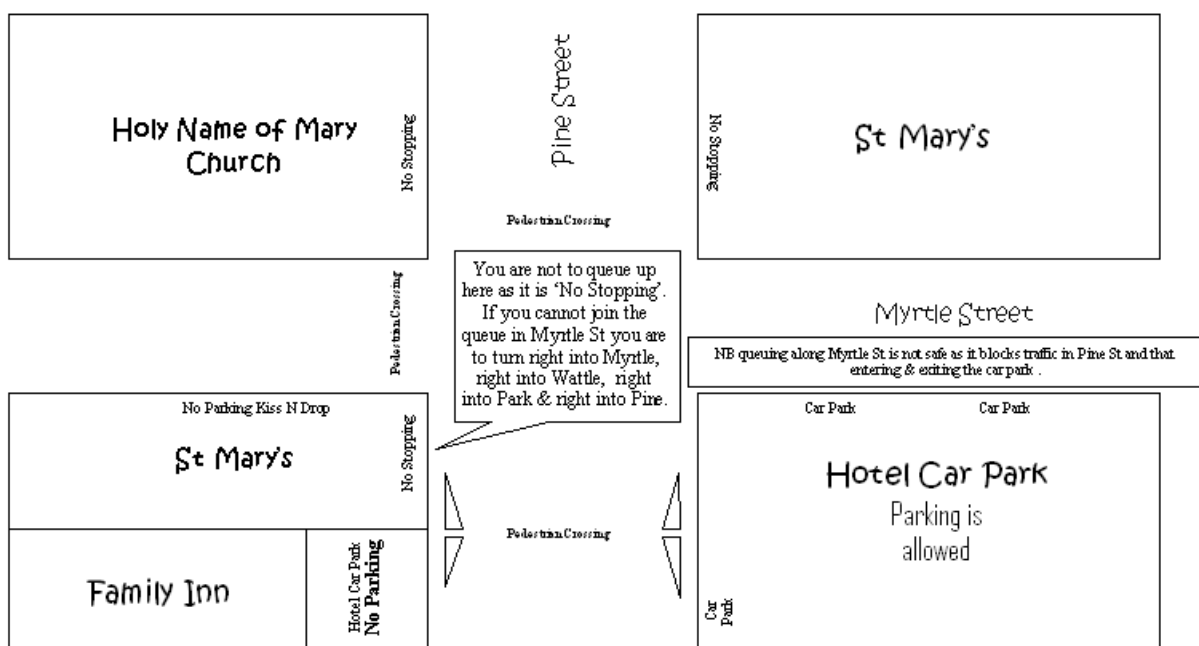 Holy Name of Mary
Church
No Stopping
Pine Street
No Stopping
St Mary's
Pedestrian Crossing
Pedestrian Crossing
You are not to queue up
here as it is 'No Stopping'.
If you cannot join the
queue in Myrtle St you are
to turn right into Myrtle,
right into Wattle, right
into Park & right into Pine.
Myrtle Street
NB queuing along Myrtle St is not safe as it blocks traffic in Pine St and that
entering & exiting the car park .
No Parking Kiss N Drop
St Mary's
No Stopping
Car Park
Car Park
Hotel Car Park
Parking is
allowed
Pedestrian Crossing
Family Inn
Hotel Car Park
No Parking
Car
Park